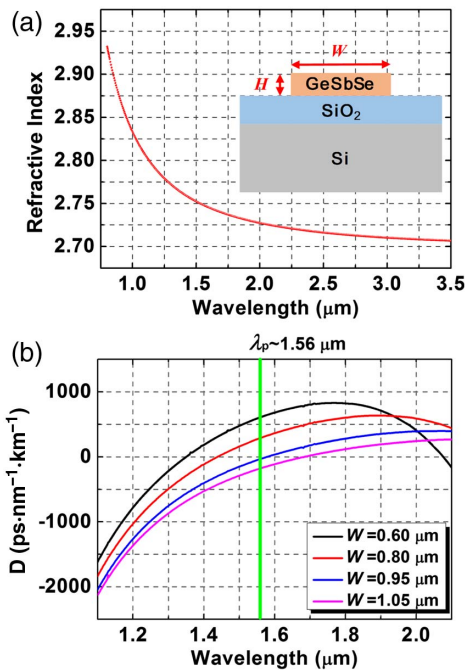 (a)
2.95
2.90
2.85
2.80
2.75
2.70
Refractive Index
W
H
GeSbSe
SiO₂
Si
1.0 1.5 2.0 2.5 3.0 3.5
Wavelength (μm)
(b)
λp~1.56 μm
1000
0
-1000
-2000
D (ps·nm⁻¹·km⁻¹)
W=0.60 μm
W=0.80 μm
W=0.95 μm
W=1.05 μm
1.2 1.4 1.6 1.8 2.0
Wavelength (μm)